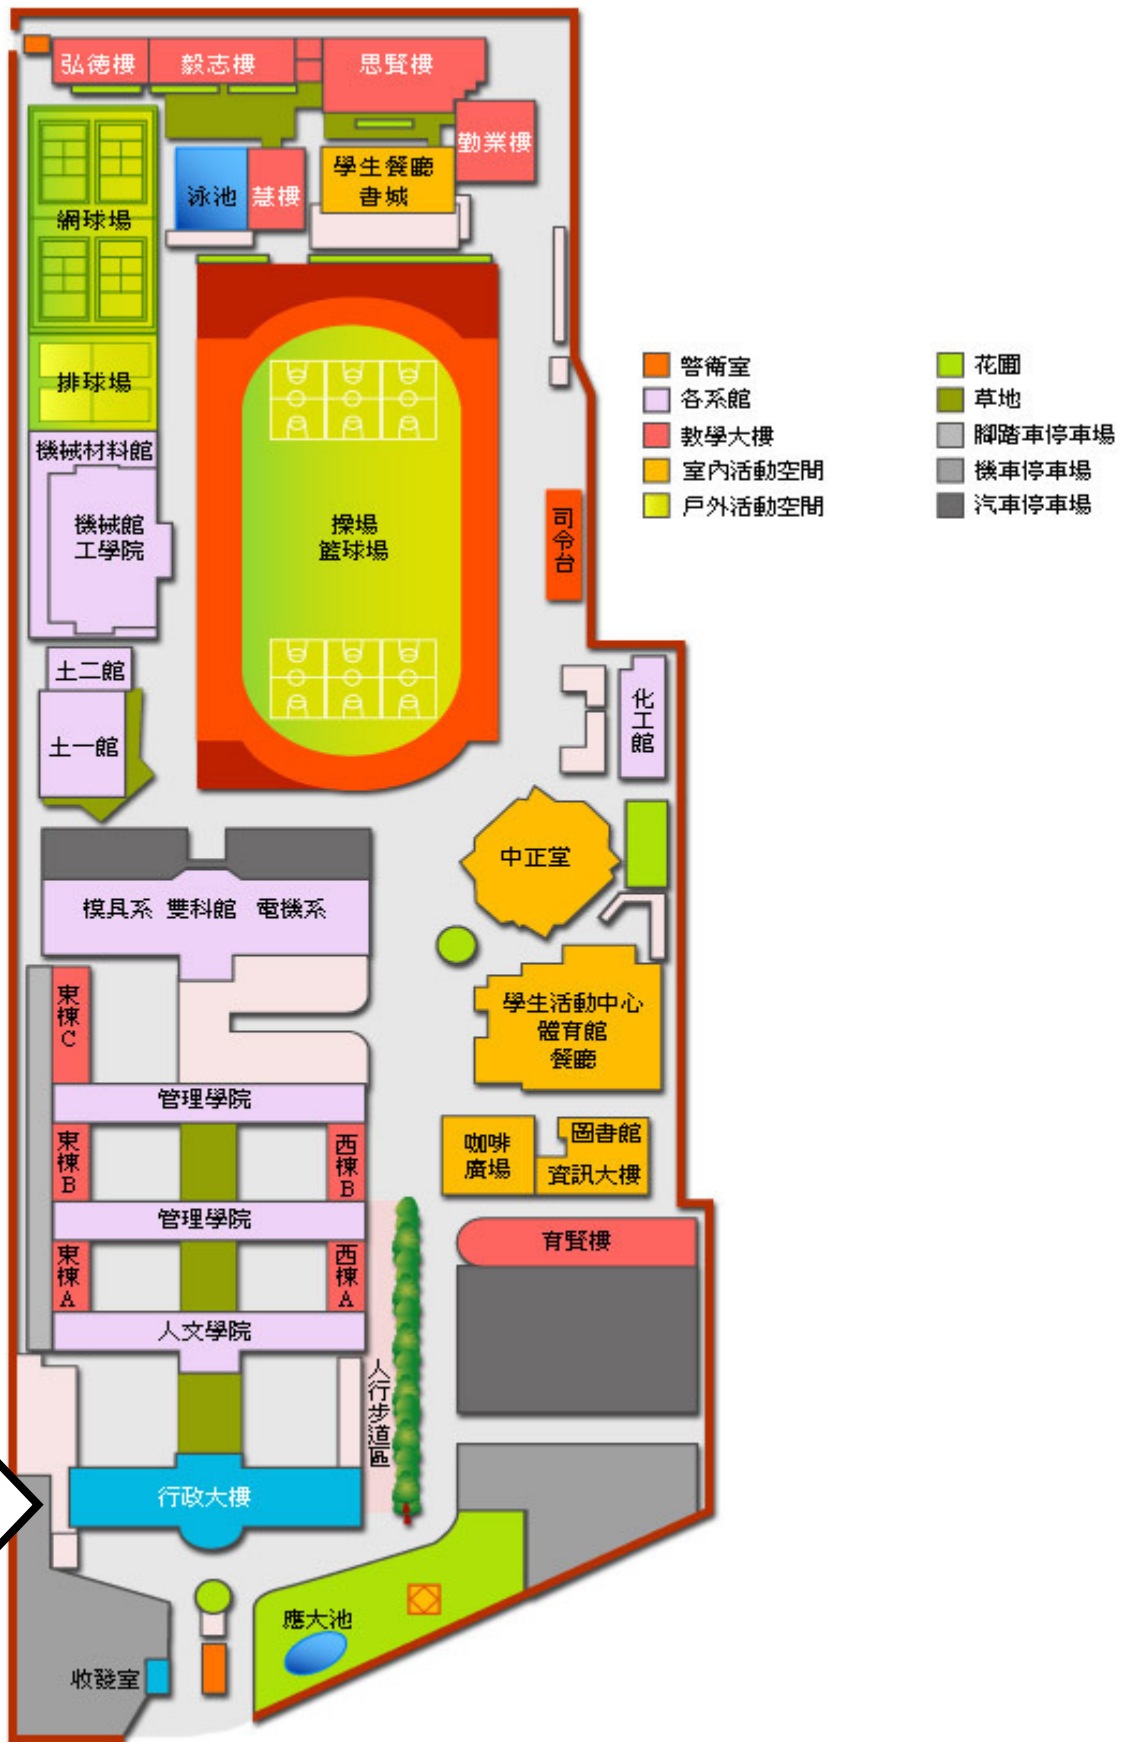 弘德樓
毅志樓
思賢樓
勤業樓
泳池
慧樓
學生餐廳
書城
網球場
排球場
機械材料館
機械館
工學院
操場
籃球場
司令台
警衛室
各系館
教學大樓
室內活動空間
戶外活動空間
花圃
草地
腳踏車停車場
機車停車場
汽車停車場
土二館
土一館
化工館
中正堂
模具系 雙科館 電機系
東棟C
學生活動中心
體育館
餐廳
管理學院
東棟B
西棟B
咖啡
廣場
圖書館
資訊大樓
管理學院
育賢樓
東棟A
西棟A
人文學院
人行步道區
行政大樓
應大池
收發室